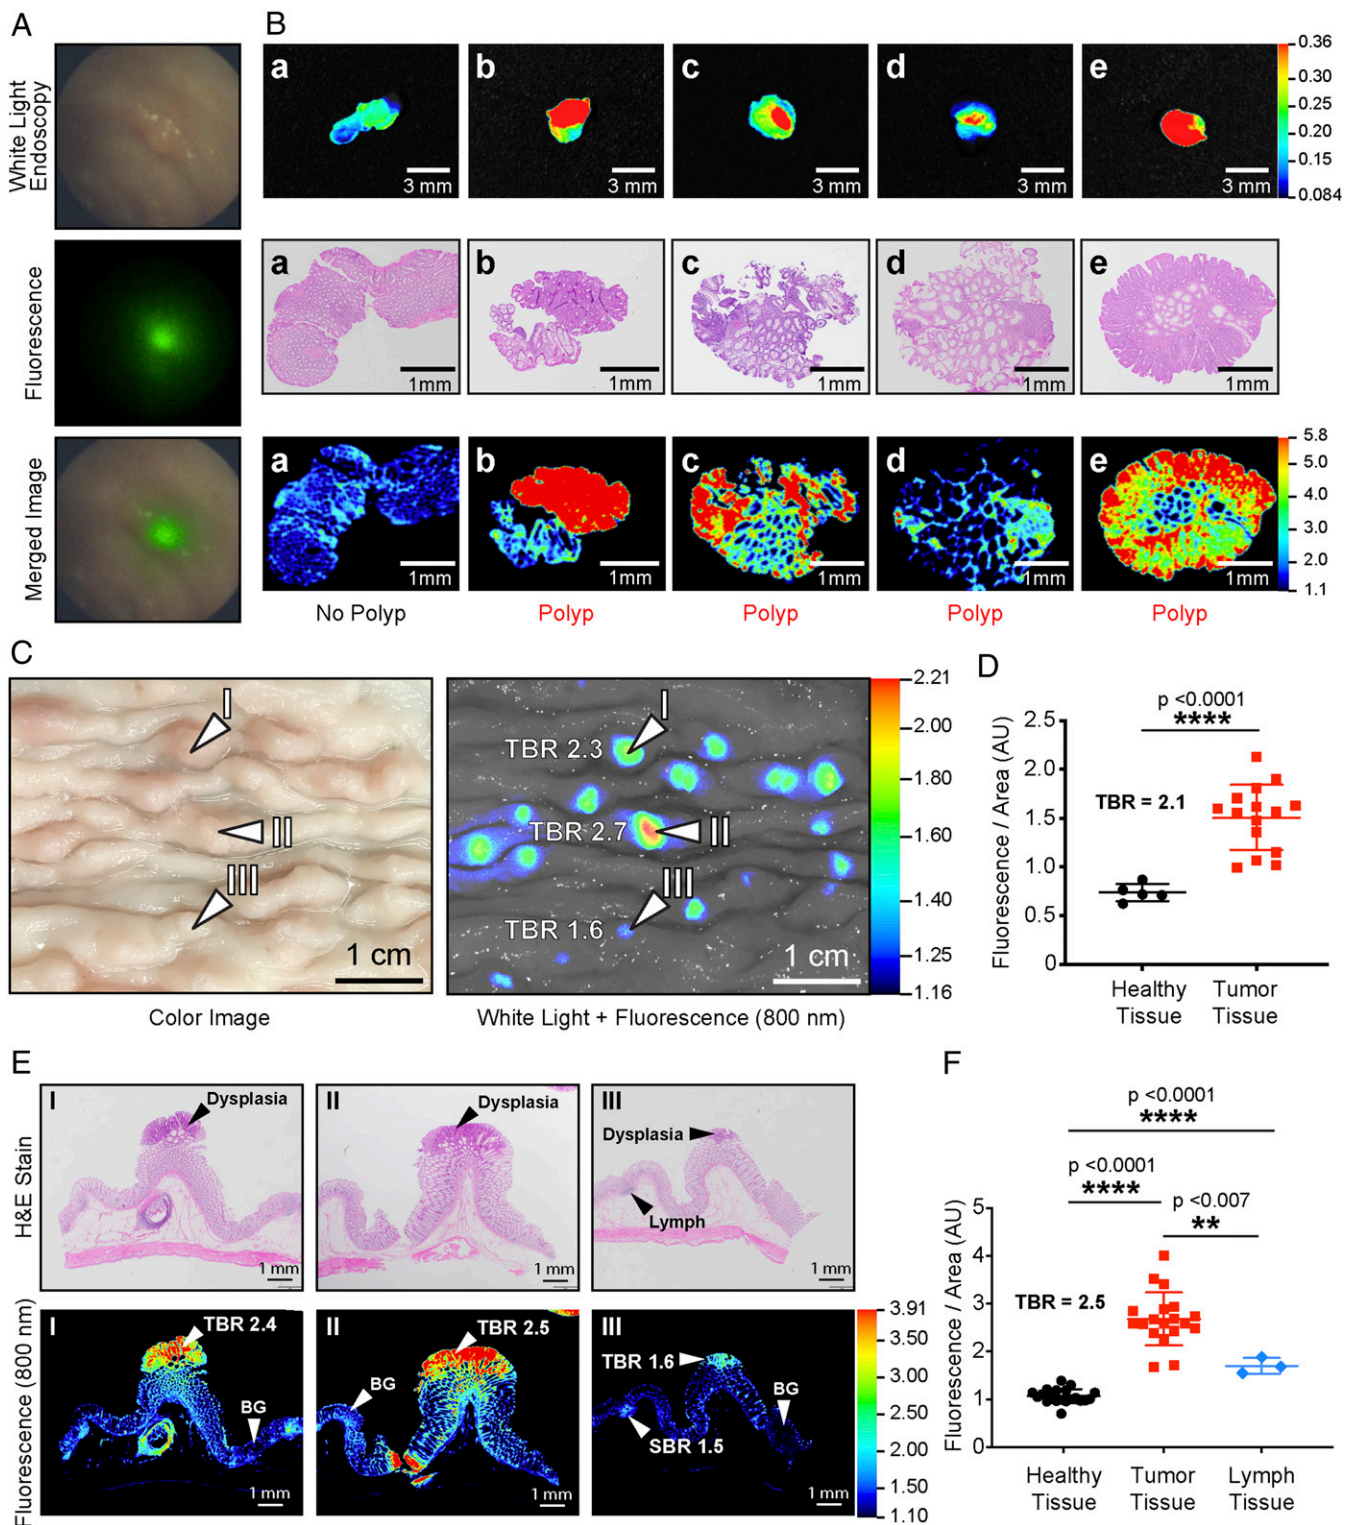 A
White Light
Endoscopy
Fluorescence
Merged Image
B
a
b
c
d
e
3 mm
3 mm
3 mm
3 mm
3 mm
0.36
0.30
0.25
0.20
0.15
0.084
a
b
c
d
e
1mm
1mm
1mm
1mm
1mm
a
b
c
d
e
1mm
1mm
1mm
1mm
1mm
5.8
5.0
4.0
3.0
2.0
1.1
No Polyp
Polyp
Polyp
Polyp
Polyp
C
I
II
III
1 cm
Color Image
I
TBR 2.3
TBR 2.7
II
III
TBR 1.6
1 cm
White Light + Fluorescence (800 nm)
2.21
2.00
1.80
1.60
1.40
1.25
1.16
D
p <0.0001
****
TBR = 2.1
Fluorescence / Area (AU)
2.5
2.0
1.5
1.0
0.5
0
Healthy
Tissue
Tumor
Tissue
E
H&E Stain
I
Dysplasia
1 mm
II
Dysplasia
1 mm
III
Dysplasia
Lymph
1 mm
Fluorescence (800 nm)
I
TBR 2.4
BG
1 mm
II
TBR 2.5
BG
1 mm
III
TBR 1.6
BG
SBR 1.5
1 mm
3.91
3.50
3.00
2.50
2.00
1.50
1.10
F
p <0.0001
****
p <0.0001
****
p <0.007
**
TBR = 2.5
Fluorescence / Area (AU)
5
4
3
2
1
0
Healthy
Tissue
Tumor
Tissue
Lymph
Tissue